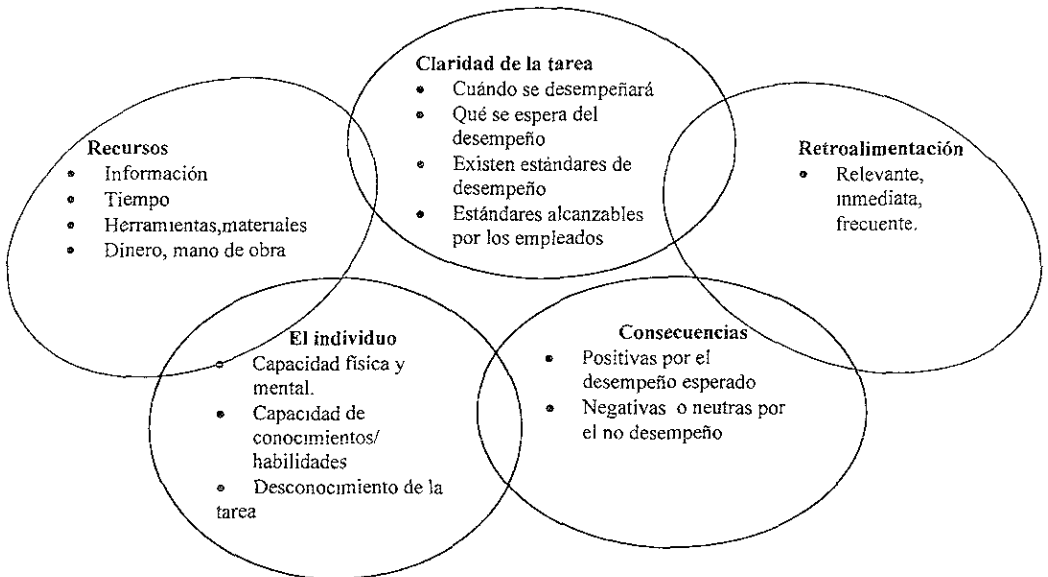 Claridad de la tarea
• Cuándo se desempeñará
• Qué se espera del
desempeño
• Existen estándares de
desempeño
• Estándares alcanzables
por los empleados
Recursos
• Información
• Tiempo
• Herramientas,materiales
• Dinero, mano de obra
Retroalimentación
• Relevante,
inmediata,
frecuente.
El individuo
• Capacidad física y
mental.
• Capacidad de
conocimientos/
habilidades
• Desconocimiento de la
tarea
Consecuencias
• Positivas por el
desempeño esperado
• Negativas o neutras por
el no desempeño